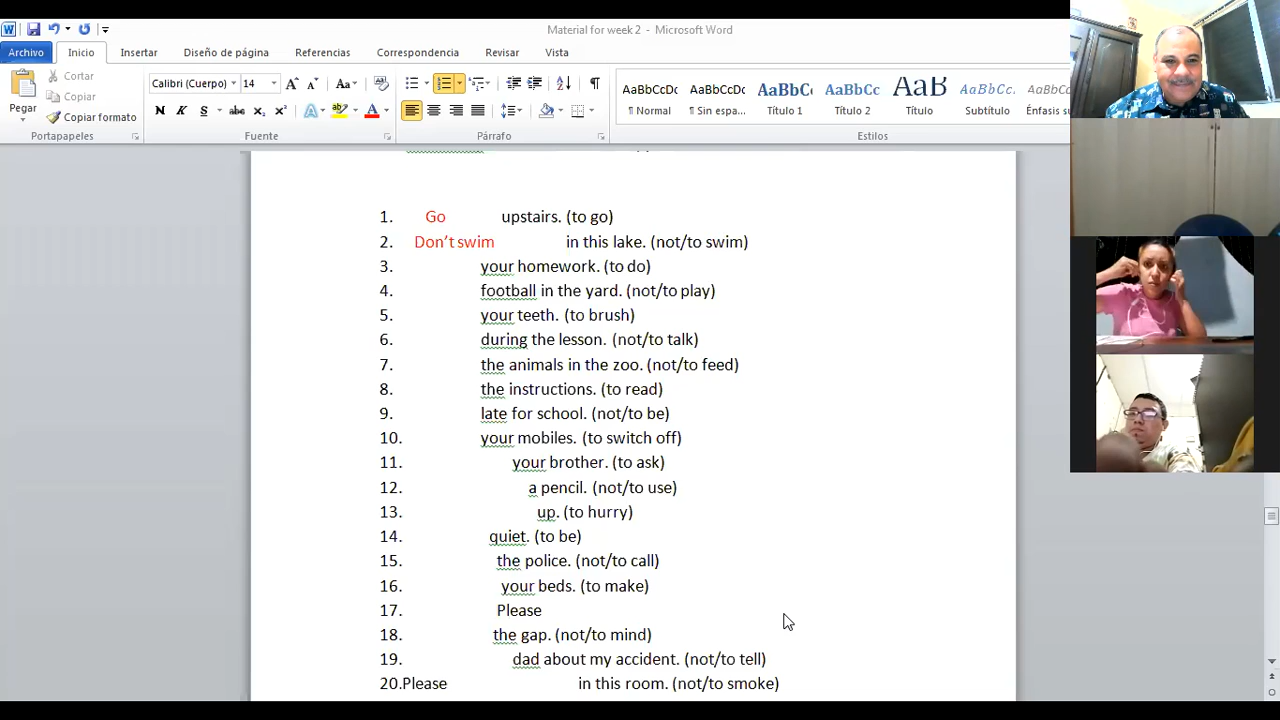 Material for week 2 - Microsoft Word
Archivo Inicio Insertar Diseño de página Referencias Correspondencia Revisar Vista
Pegar
Cortar
Copiar
Copiar formato
Calibri (Cuerpo) 14
N K S abc x₂ x²
AaBbCcDc AaBbCcDc AaBbC AaBbCc AaB AaBbCc. AaBbCc
¶ Normal ¶ Sin espa... Título 1 Título 2 Título Subtítulo Énfasis su
Portapapeles Fuente Párrafo Estilos
1. Go upstairs. (to go)
2. Don't swim in this lake. (not/to swim)
3. your homework. (to do)
4. football in the yard. (not/to play)
5. your teeth. (to brush)
6. during the lesson. (not/to talk)
7. the animals in the zoo. (not/to feed)
8. the instructions. (to read)
9. late for school. (not/to be)
10. your mobiles. (to switch off)
11. your brother. (to ask)
12. a pencil. (not/to use)
13. up. (to hurry)
14. quiet. (to be)
15. the police. (not/to call)
16. your beds. (to make)
17. Please
18. the gap. (not/to mind)
19. dad about my accident. (not/to tell)
20.Please in this room. (not/to smoke)